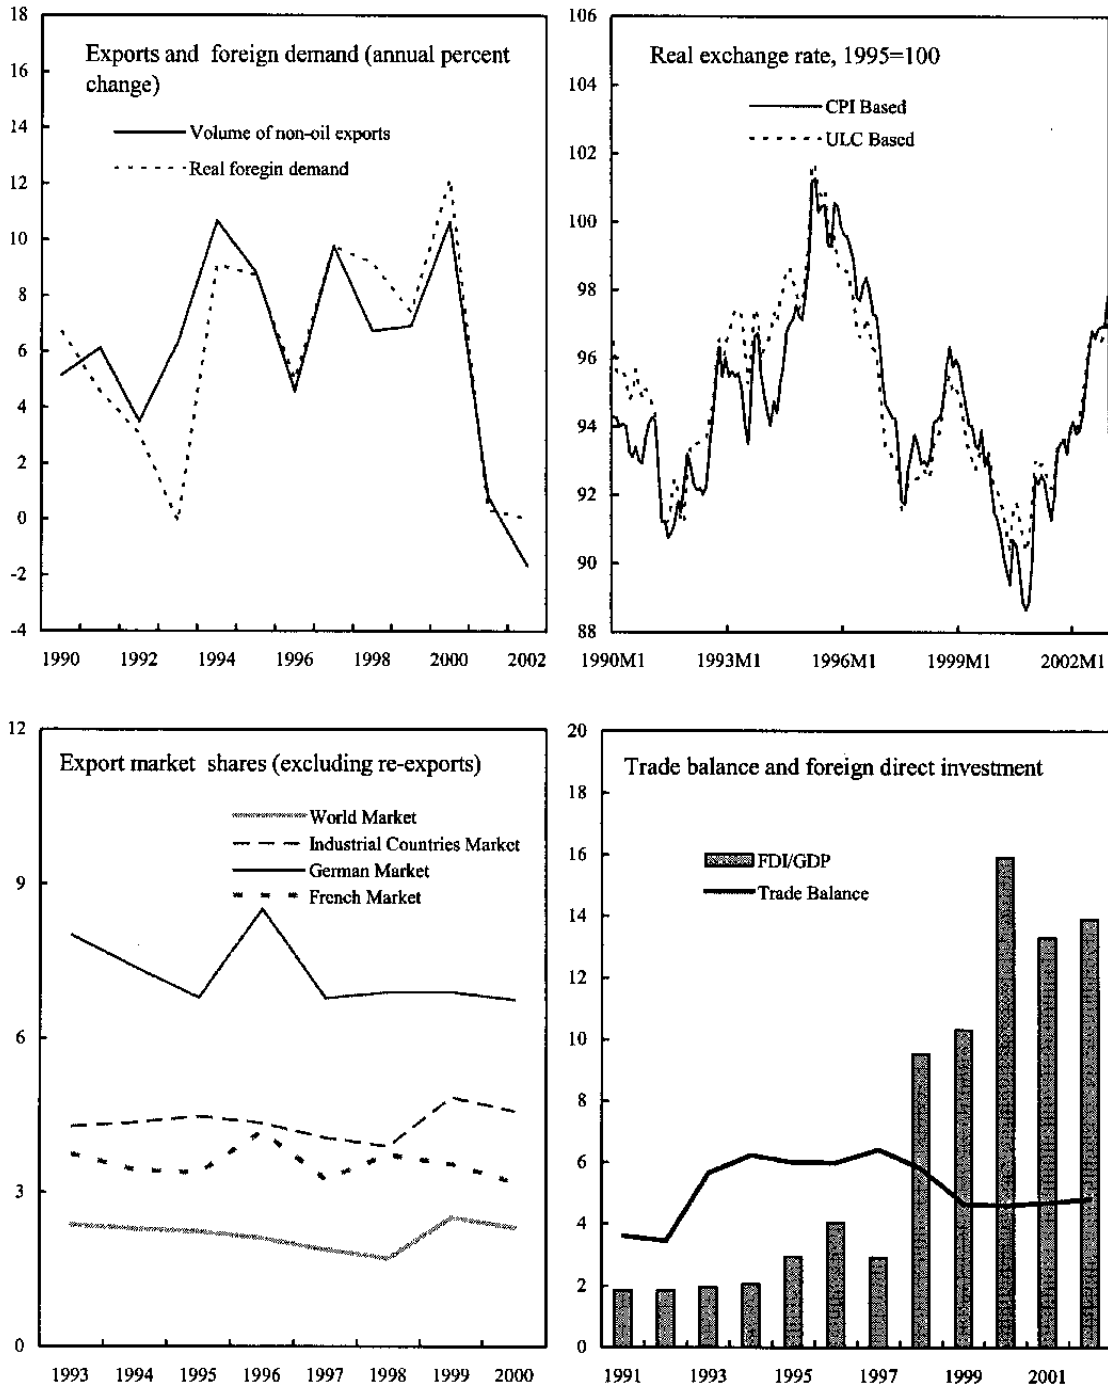 Exports and foreign demand (annual percent
change)
Volume of non-oil exports
Real foregin demand
18
16
14
12
10
8
6
4
2
0
-2
-4
1990 1992 1994 1996 1998 2000 2002
Real exchange rate, 1995=100
CPI Based
ULC Based
106
104
102
100
98
96
94
92
90
88
1990M1 1993M1 1996M1 1999M1 2002M1
Export market shares (excluding re-exports)
World Market
Industrial Countries Market
German Market
French Market
12
9
6
3
0
1993 1994 1995 1996 1997 1998 1999 2000
Trade balance and foreign direct investment
FDI/GDP
Trade Balance
20
18
16
14
12
10
8
6
4
2
0
1991 1993 1995 1997 1999 2001